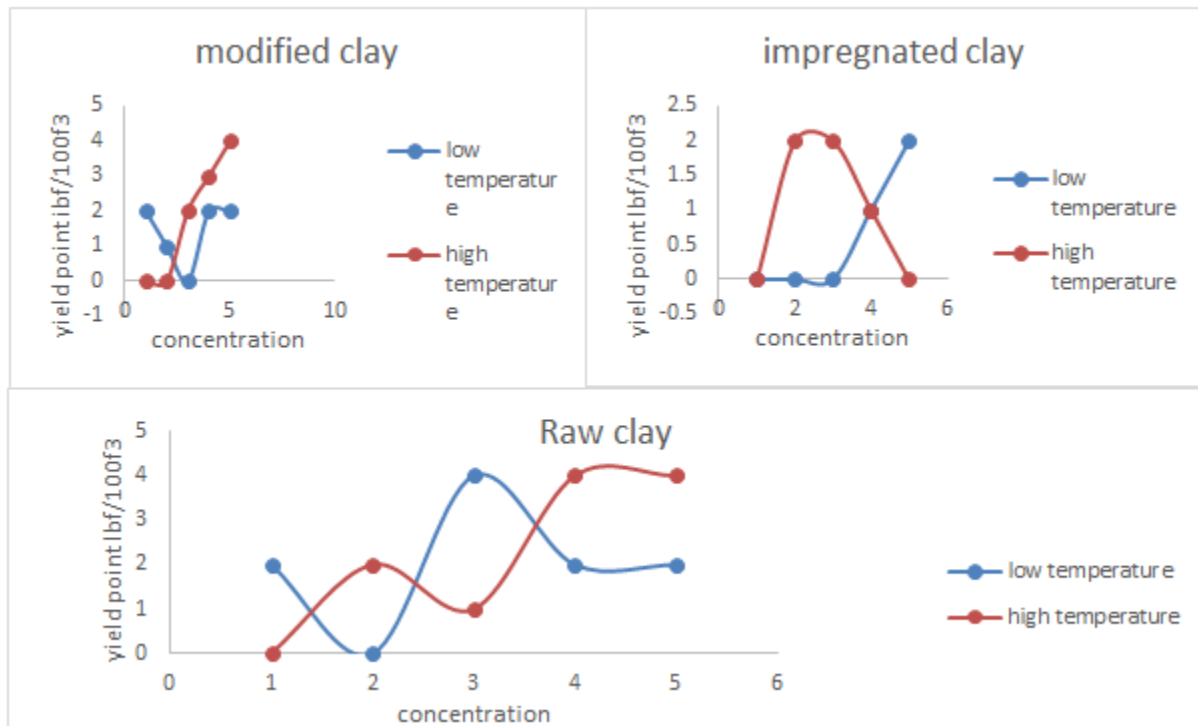 modified clay
yield point lbf/100f3
5
4
3
2
1
0
-1
0
5
10
concentration
low
temperatur
e
high
temperatur
e
impregnated clay
yield point lbf/100f3
2.5
2
1.5
1
0.5
0
-0.5
0
2
4
6
concentration
low
temperature
high
temperature
Raw clay
yield point lbf/100f3
5
4
3
2
1
0
0
1
2
3
4
5
6
concentration
low temperature
high temperature